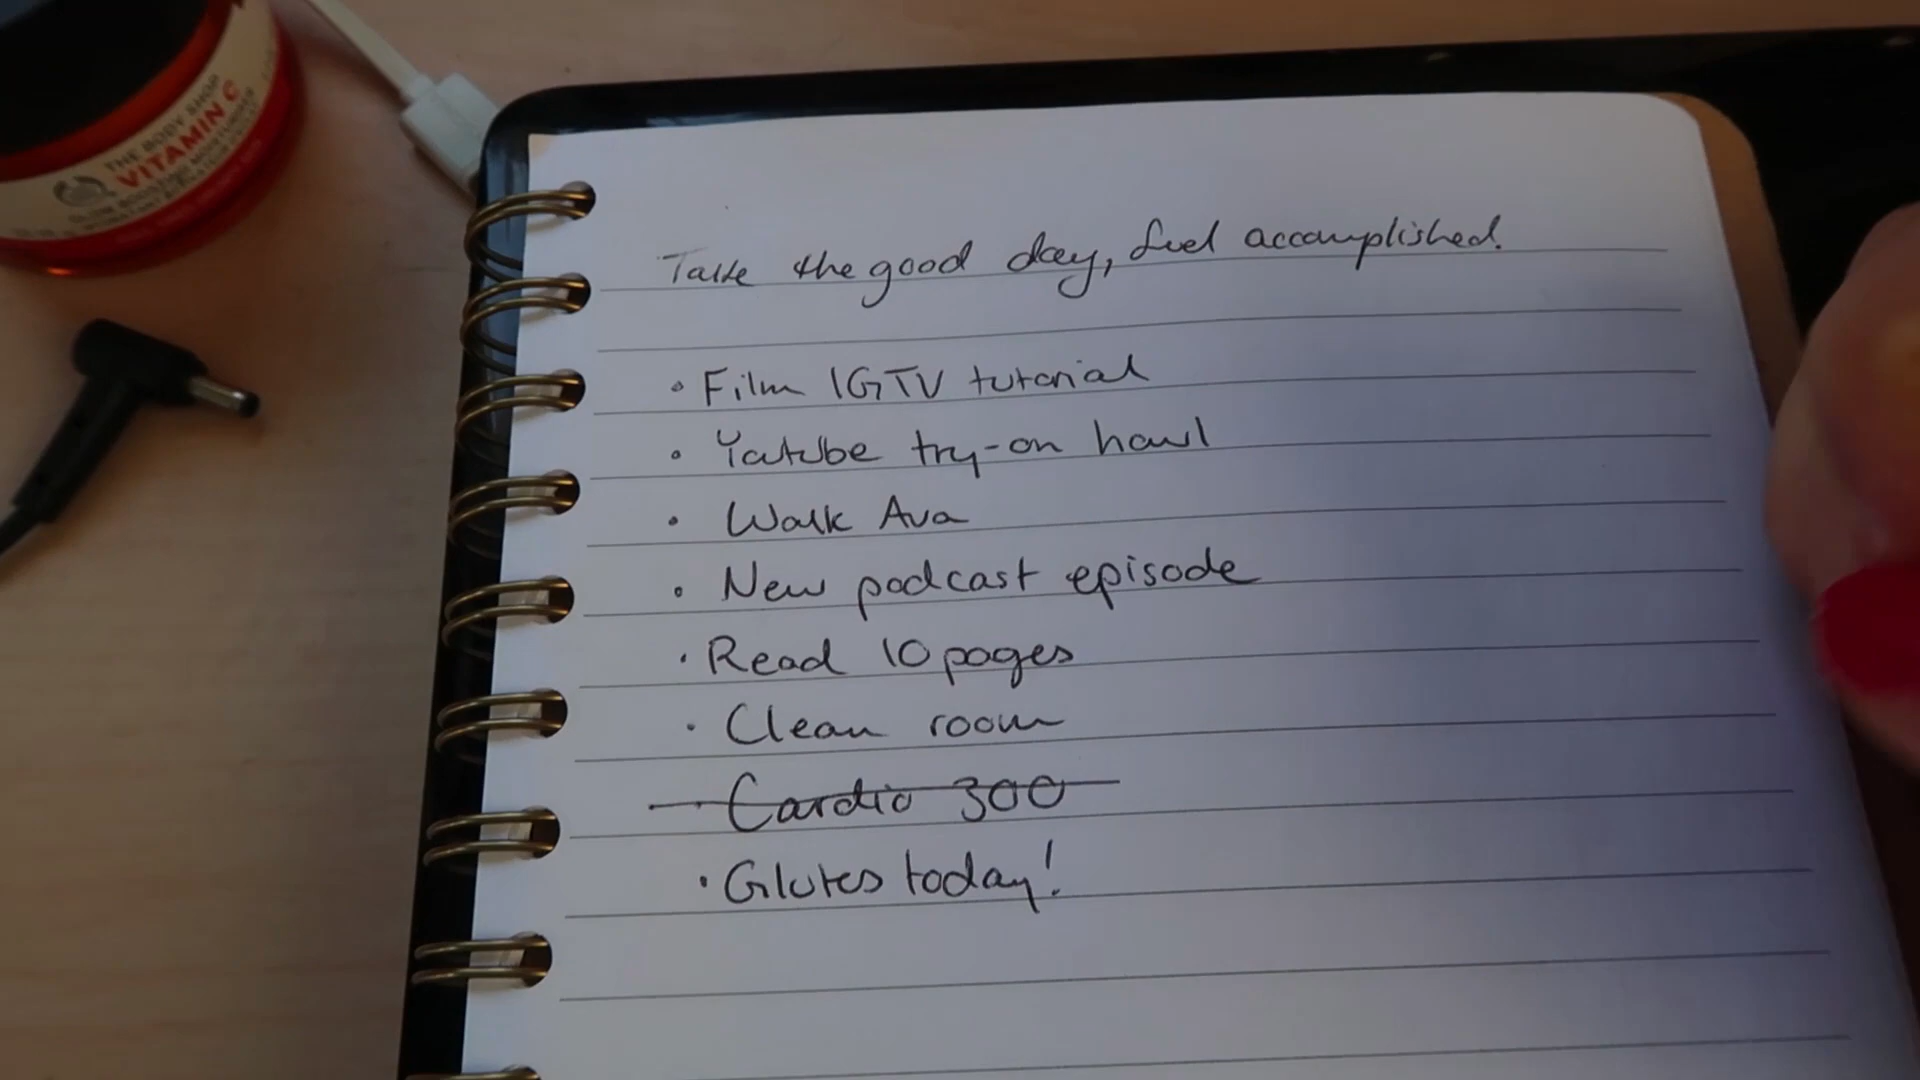 THE BODY SHOP
VITAMIN C
Take the good day, feel accomplished.
• Film IGTV tutorial
• Youtube try-on hawl
• Walk Ava
• New podcast episode
• Read 10 pages
• Clean room
• Cardio 300
• Glutes today!